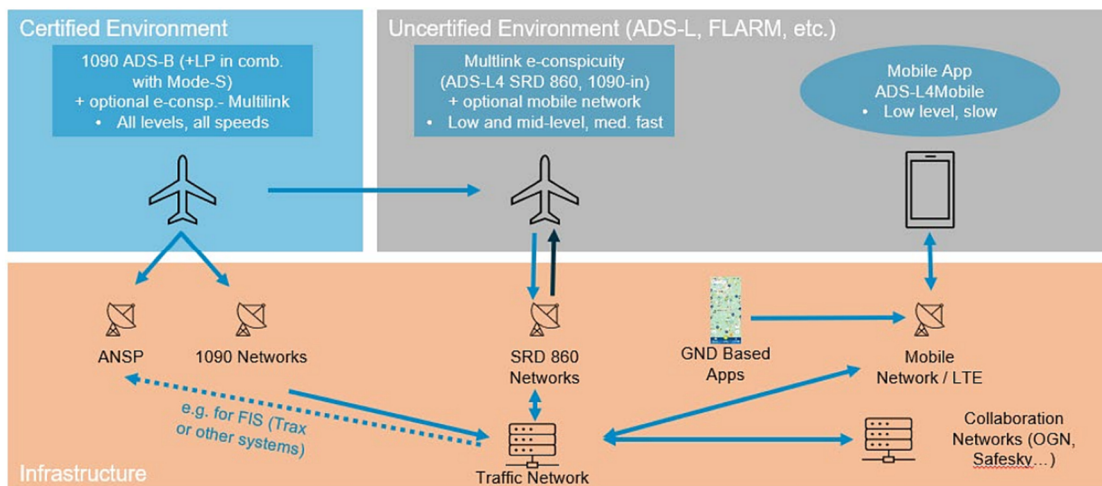 Certified Environment
1090 ADS-B (+LP in comb.
with Mode-S)
+ optional e-consp.- Multilink
• All levels, all speeds
Uncertified Environment (ADS-L, FLARM, etc.)
Multlink e-conspicuity
(ADS-L4 SRD 860, 1090-in)
+ optional mobile network
• Low and mid-level, med. fast
Mobile App
ADS-L4Mobile
• Low level, slow
ANSP
1090 Networks
SRD 860
Networks
GND Based
Apps
Mobile
Network / LTE
e.g. for FIS (Trax
or other systems)
Traffic Network
Collaboration
Networks (OGN,
Safesky…)
Infrastructure